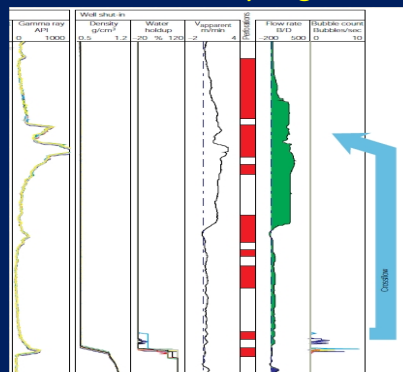 Well shut-in
Gamma ray
API
0 1000
Density
g/cm³
0.5 1.2
Water
holdup
-20 % 120
Vapparent
m/min
-2 4
Perforations
Flow rate
B/D
-200 500
Bubble count
Bubbles/sec
0 10
Crossflow